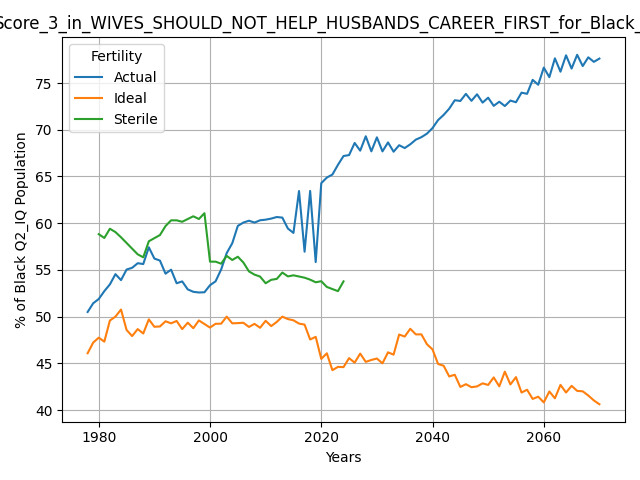 Score_3_in_WIVES_SHOULD_NOT_HELP_HUSBANDS_CAREER_FIRST_for_Black_
Fertility
Actual
Ideal
Sterile
% of Black Q2_IQ Population
75
70
65
60
55
50
45
40
1980
2000
2020
2040
2060
Years